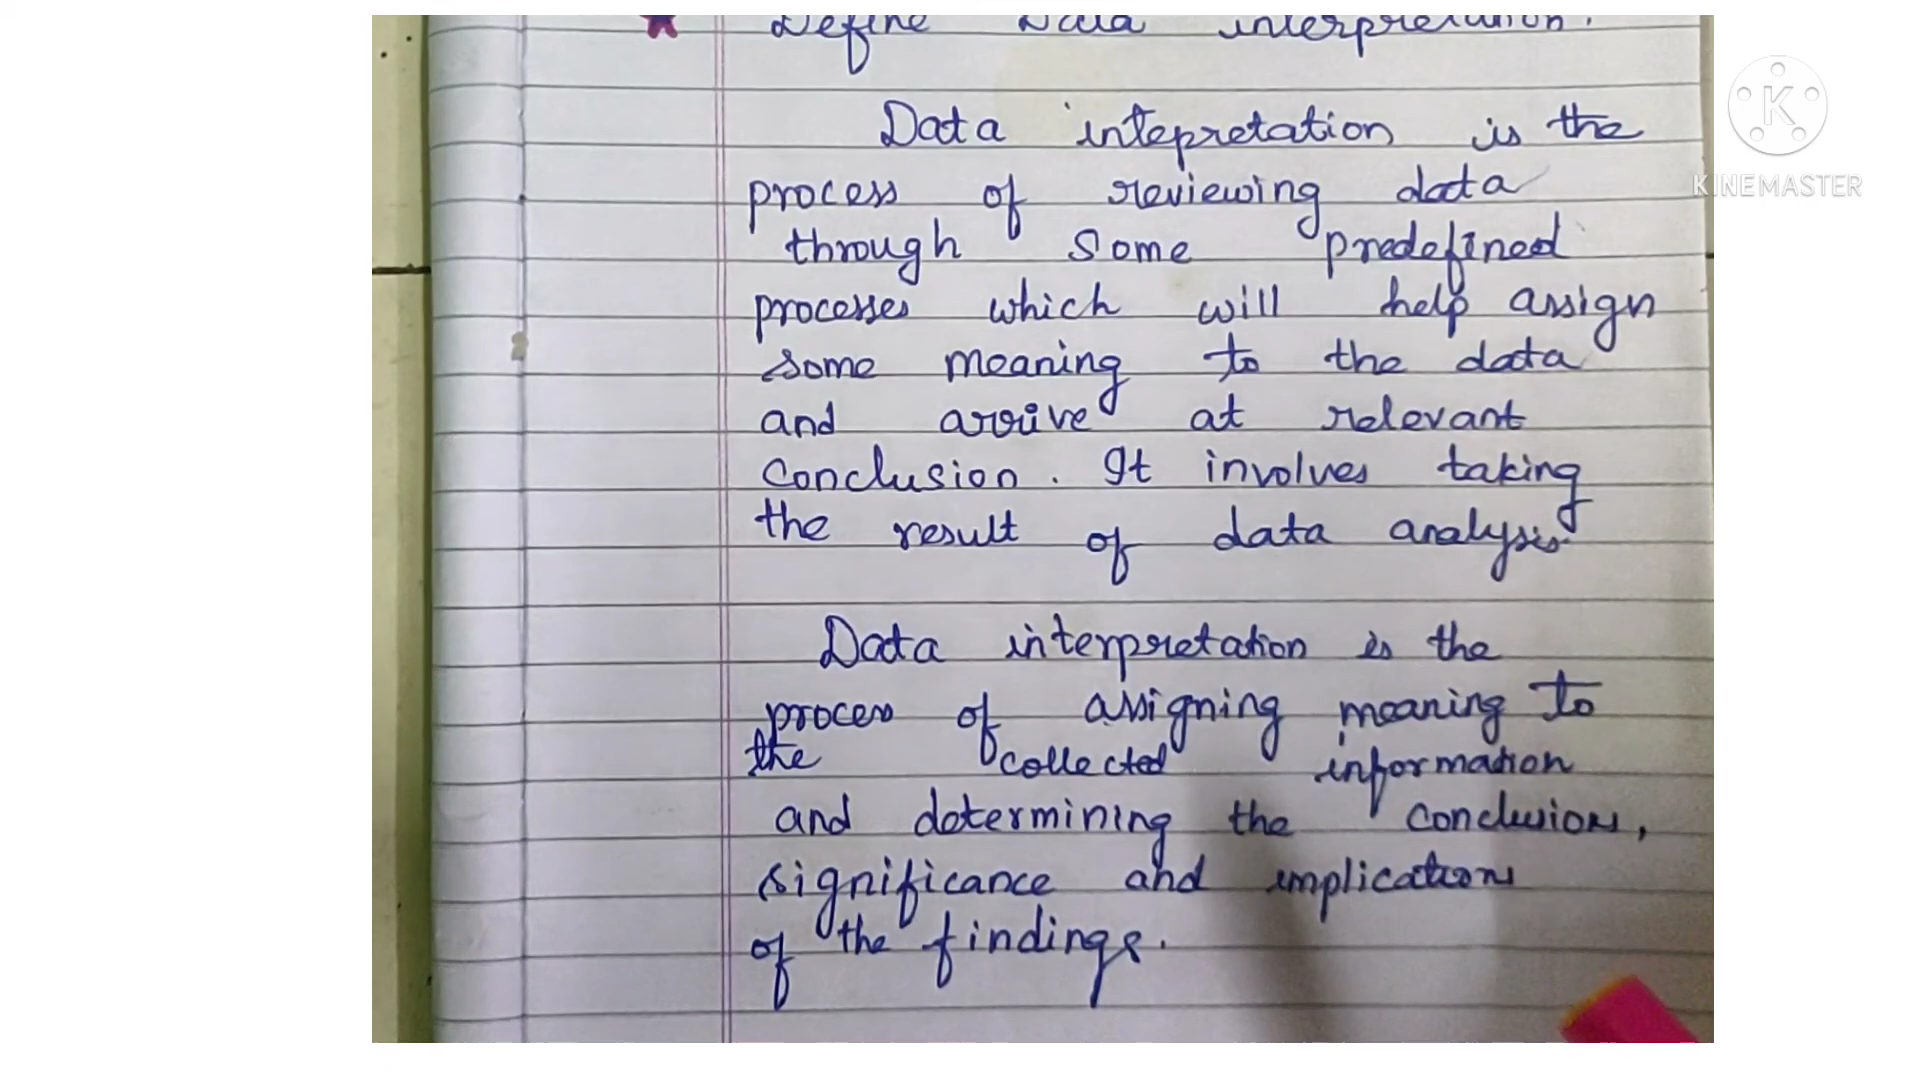 Define Data interpretation.
Data intepretation is the
process of reviewing data
through some predefined
processes which will help assign
some meaning to the data
and arrive at relevant
conclusion. It involves taking
the result of data analysis.
Data interpretation is the
process of assigning meaning to
the collected information
and determining the conclusions,
significance and implications
of the findings.
K
KINEMASTER